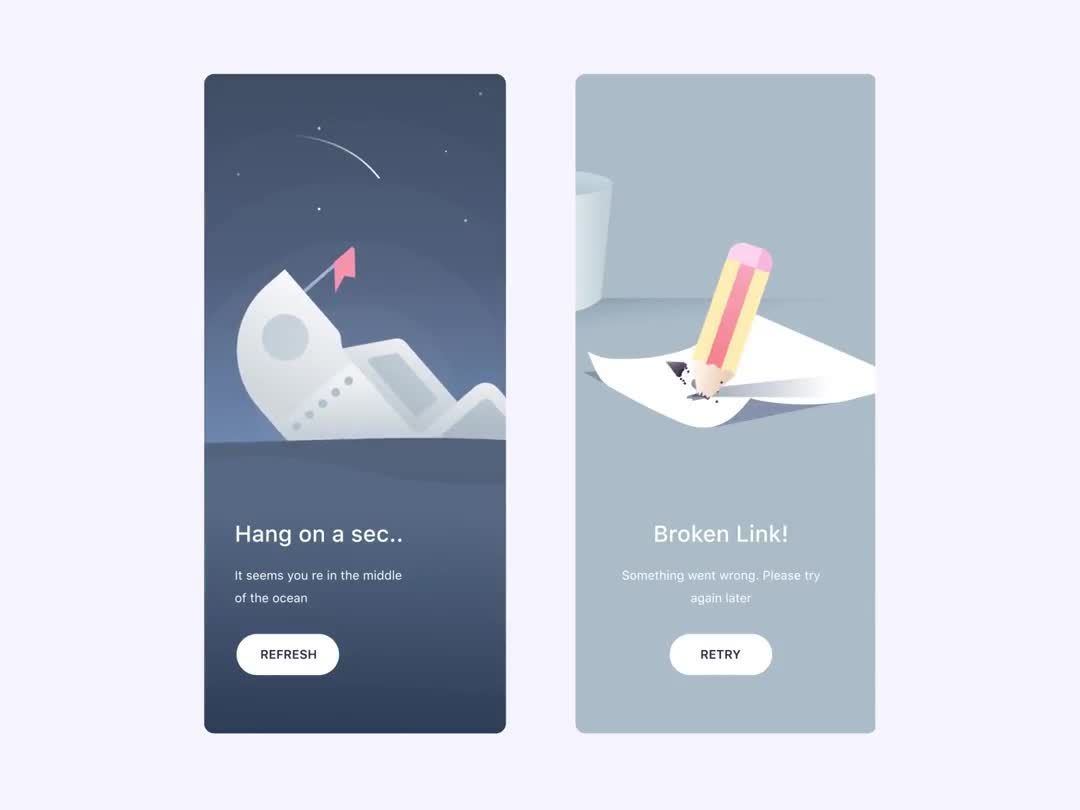 Hang on a sec..
It seems you re in the middle
of the ocean
REFRESH
Broken Link!
Something went wrong. Please try
again later
RETRY